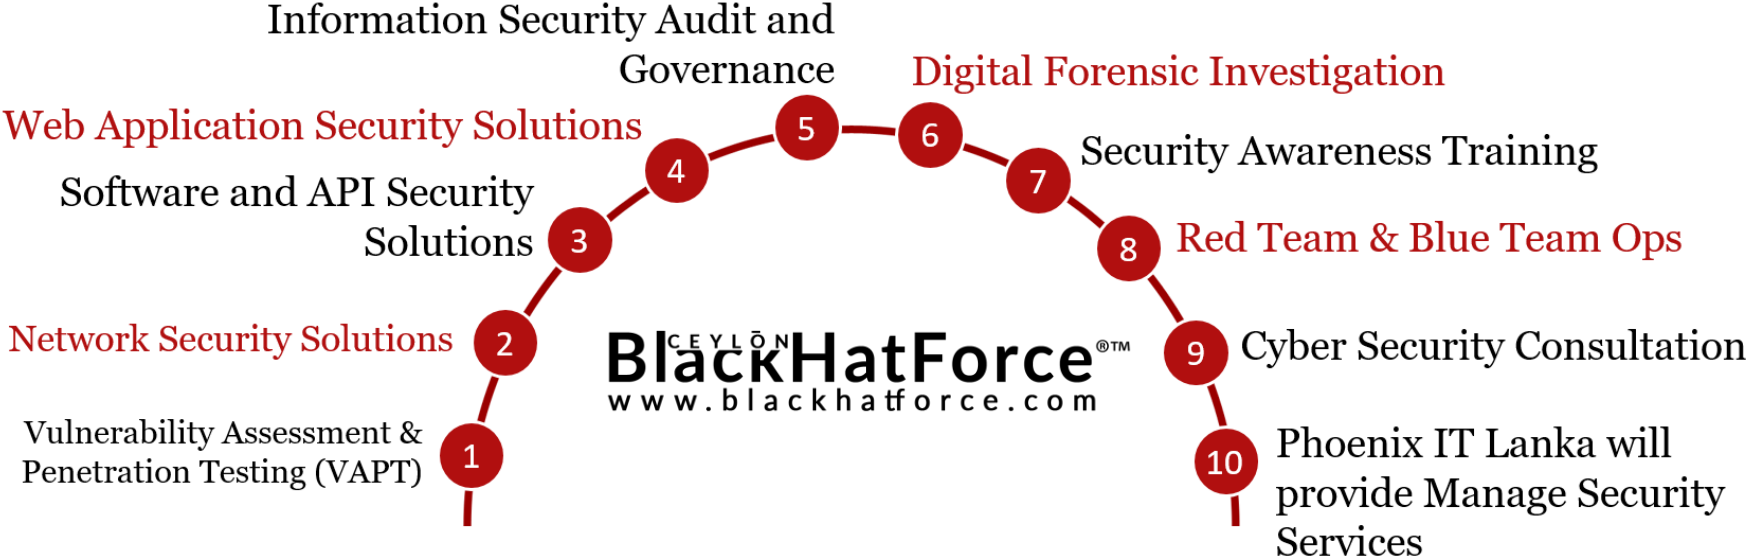 Information Security Audit and
Governance
5
6
Digital Forensic Investigation
Web Application Security Solutions
4
7
Security Awareness Training
Software and API Security
Solutions
3
8
Red Team & Blue Team Ops
Network Security Solutions
2
9
Cyber Security Consultation
CEYLŌN
BlackHatForce®™
www.blackhatforce.com
Vulnerability Assessment &
Penetration Testing (VAPT)
1
10
Phoenix IT Lanka will
provide Manage Security
Services